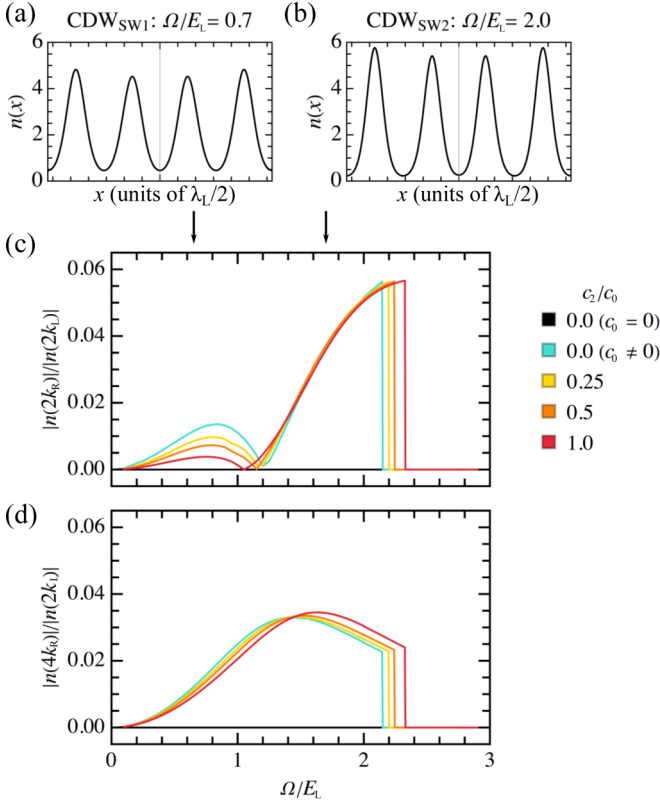 (a) CDW_SW1: Ω/E_L = 0.7
(b) CDW_SW2: Ω/E_L = 2.0
n(x)
6
4
2
0
x (units of λ_L/2)
n(x)
6
4
2
0
x (units of λ_L/2)
(c)
|n(2k_R)|/|n(2k_L)|
0.06
0.04
0.02
0.00
c_2/c_0
0.0 (c_0 = 0)
0.0 (c_0 ≠ 0)
0.25
0.5
1.0
(d)
|n(4k_R)|/|n(2k_L)|
0.06
0.04
0.02
0.00
0 1 2 3
Ω/E_L